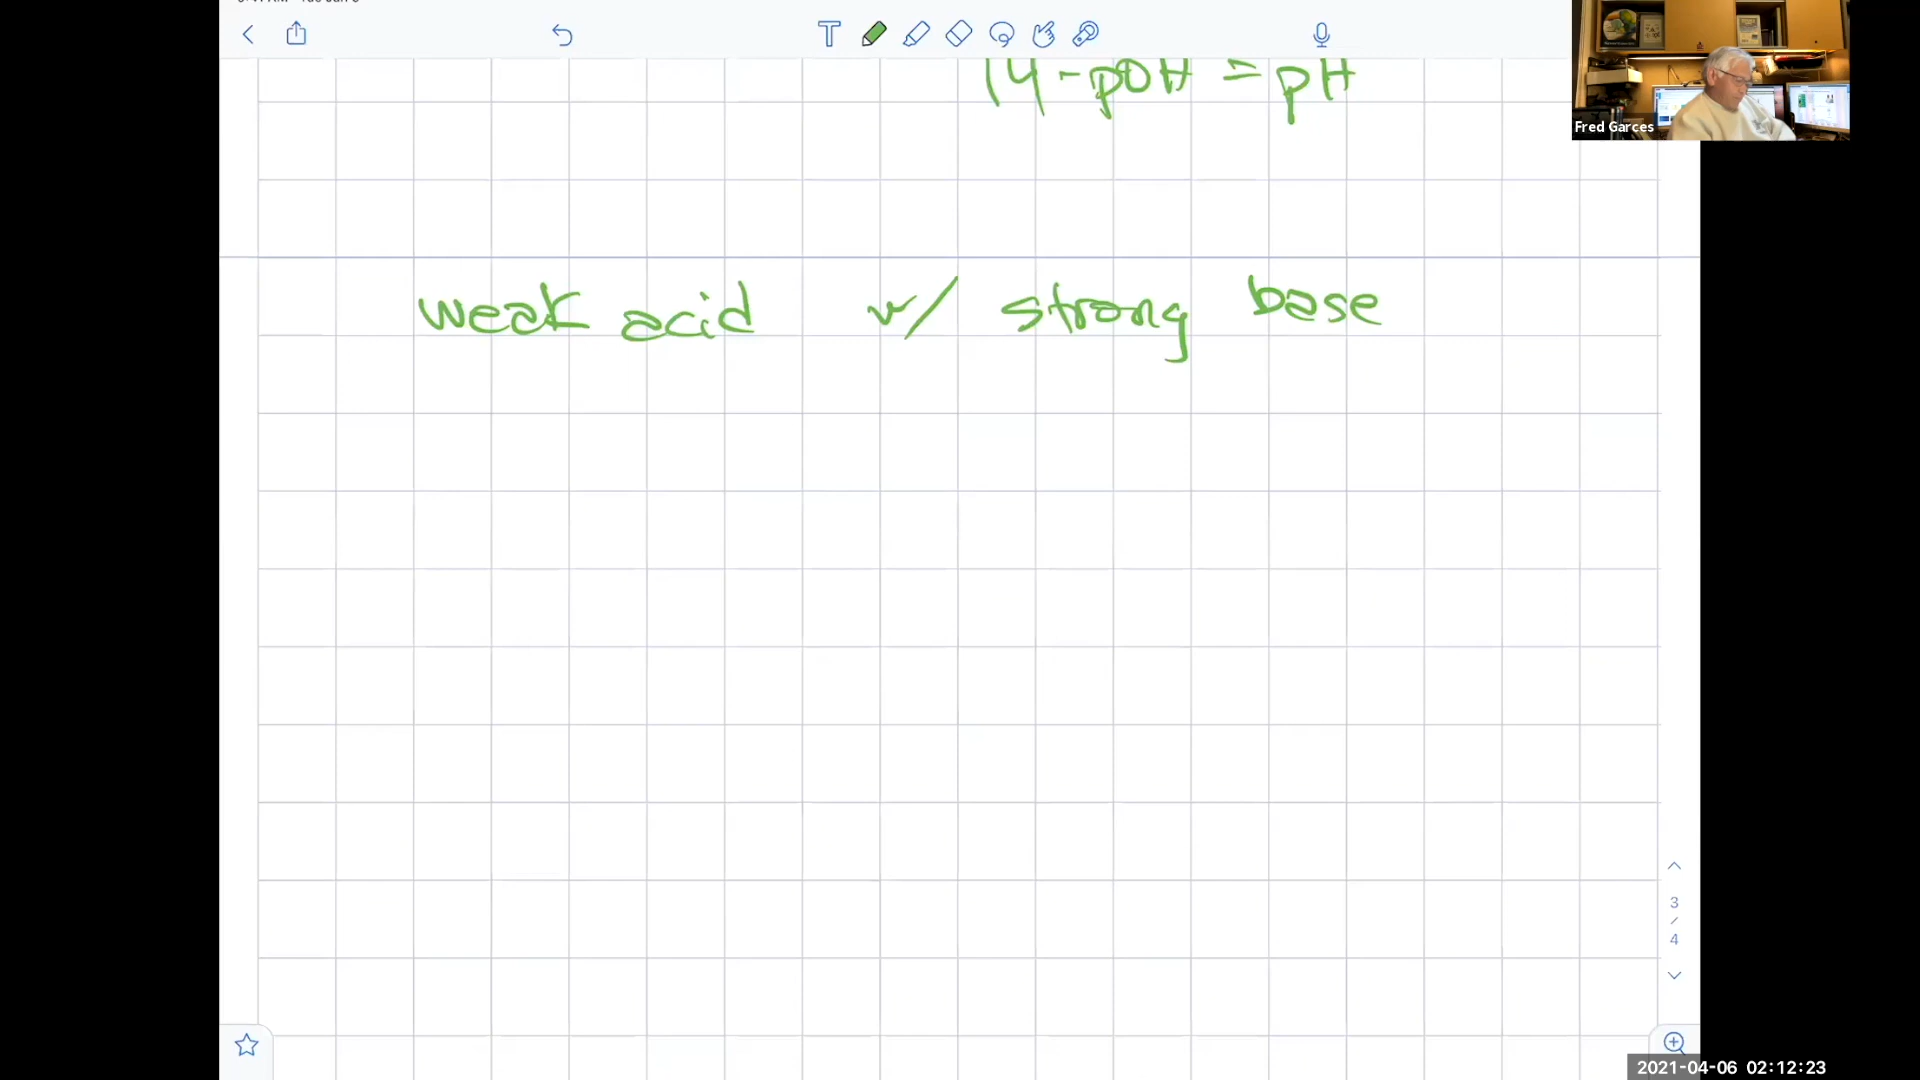 14 - pOH = pH
Fred Garces
weak acid w/ strong base
3
/
4
2021-04-06 02:12:23